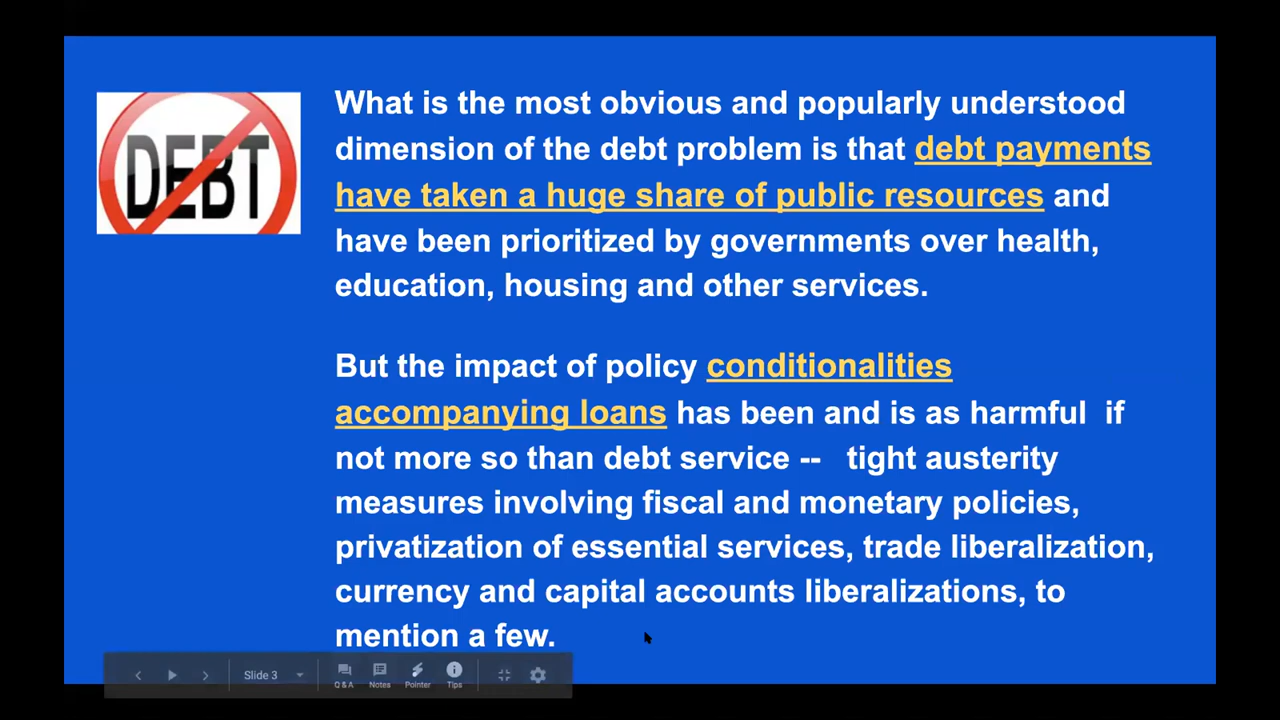 DEBT
What is the most obvious and popularly understood
dimension of the debt problem is that debt payments
have taken a huge share of public resources and
have been prioritized by governments over health,
education, housing and other services.
But the impact of policy conditionalities
accompanying loans has been and is as harmful  if
not more so than debt service --   tight austerity
measures involving fiscal and monetary policies,
privatization of essential services, trade liberalization,
currency and capital accounts liberalizations, to
mention a few.
Slide 3
Q & A Notes Pointer Tips